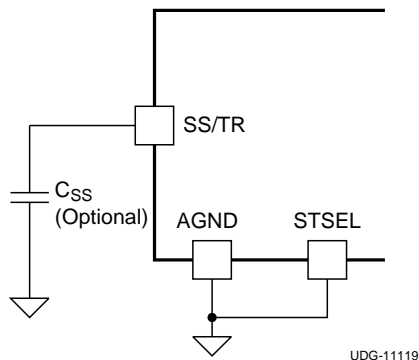 SS/TR
CSS
(Optional)
AGND
STSEL
UDG-11119